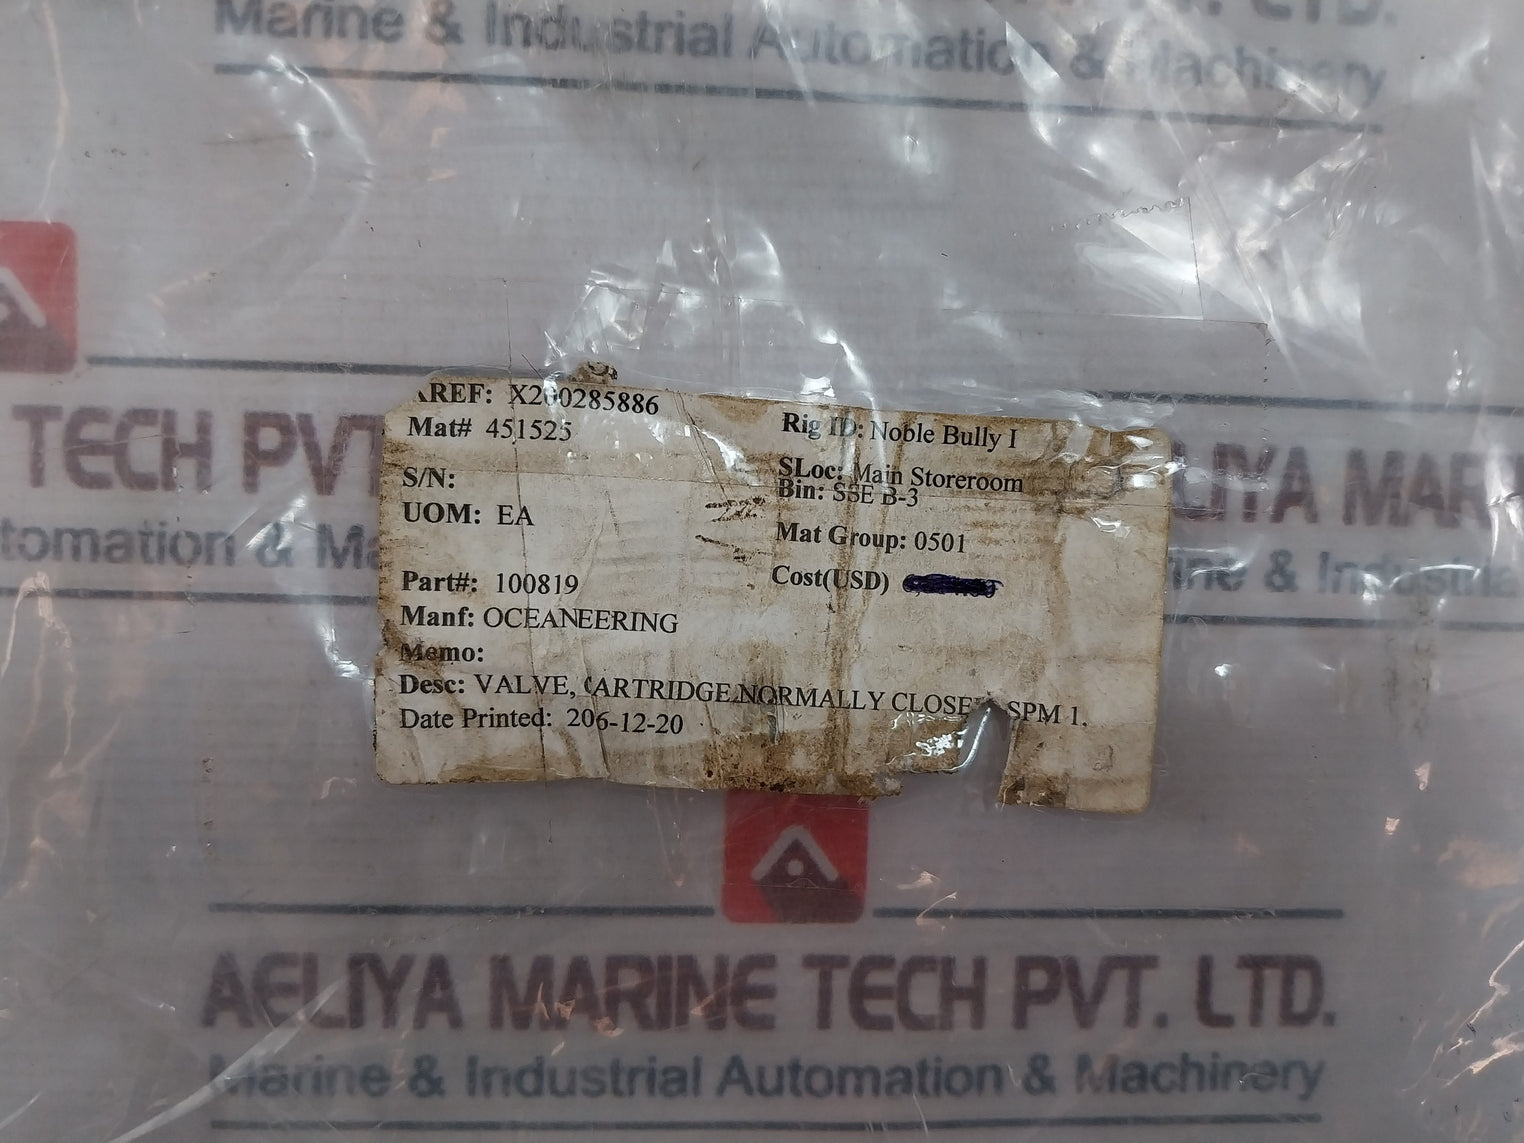 Marine & Industrial Automation & Machinery
TECH PVT
AELIYA MAR
tomation & Ma
ine & Industria
REF: X200285886
Mat# 451525
Rig ID: Noble Bully I
S/N:
SLoc: Main Storeroom
Bin: SSE B-3
UOM: EA
Mat Group: 0501
Part#: 100819
Cost(USD)
Manf: OCEANEERING
Memo:
Desc: VALVE, CARTRIDGE,NORMALLY CLOSE SPM 1.
Date Printed: 206-12-20
AELIYA MARINE TECH PVT. LTD.
Marine & Industrial Automation & Machinery